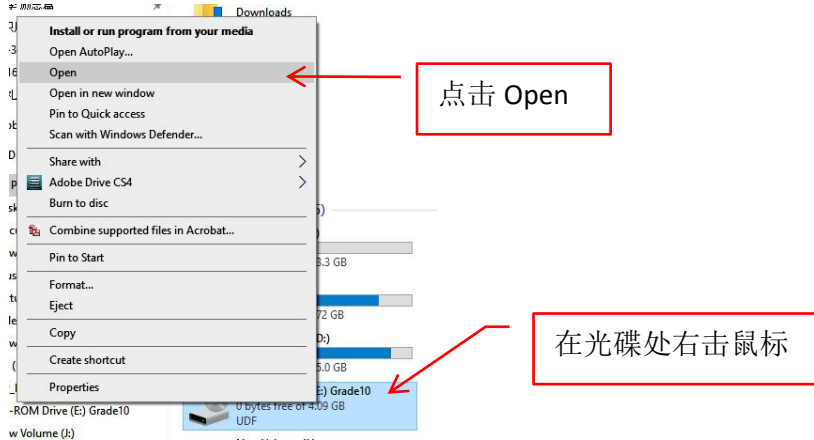 Downloads
Install or run program from your media
Open AutoPlay...
Open
Open in new window
Pin to Quick access
Scan with Windows Defender...
Share with
Adobe Drive CS4
Burn to disc
Combine supported files in Acrobat...
Pin to Start
Format...
Eject
Copy
Create shortcut
Properties
点击 Open
3.3 GB
72 GB
D:)
5.0 GB
E:) Grade10
0 bytes free of 4.09 GB
UDF
在光碟处右击鼠标
-ROM Drive (E:) Grade10
w Volume (J:)